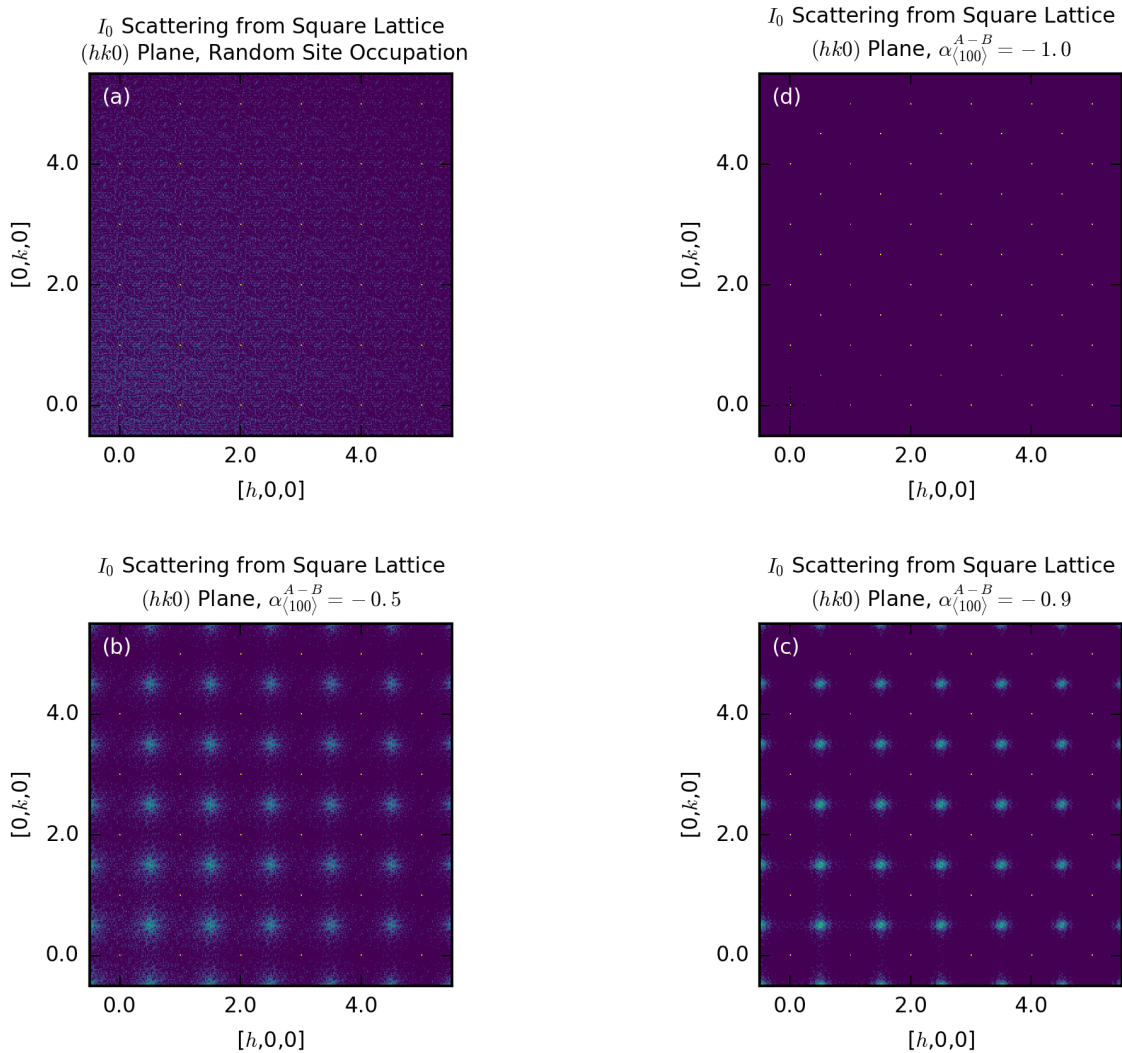 I₀ Scattering from Square Lattice
(hk0) Plane, Random Site Occupation
(a)
4.0
2.0
0.0
[0,k,0]
0.0 2.0 4.0
[h,0,0]
I₀ Scattering from Square Lattice
(hk0) Plane, α⟨100⟩^{A−B} = −1.0
(d)
4.0
2.0
0.0
[0,k,0]
0.0 2.0 4.0
[h,0,0]
I₀ Scattering from Square Lattice
(hk0) Plane, α⟨100⟩^{A−B} = −0.5
(b)
4.0
2.0
0.0
[0,k,0]
0.0 2.0 4.0
[h,0,0]
I₀ Scattering from Square Lattice
(hk0) Plane, α⟨100⟩^{A−B} = −0.9
(c)
4.0
2.0
0.0
[0,k,0]
0.0 2.0 4.0
[h,0,0]